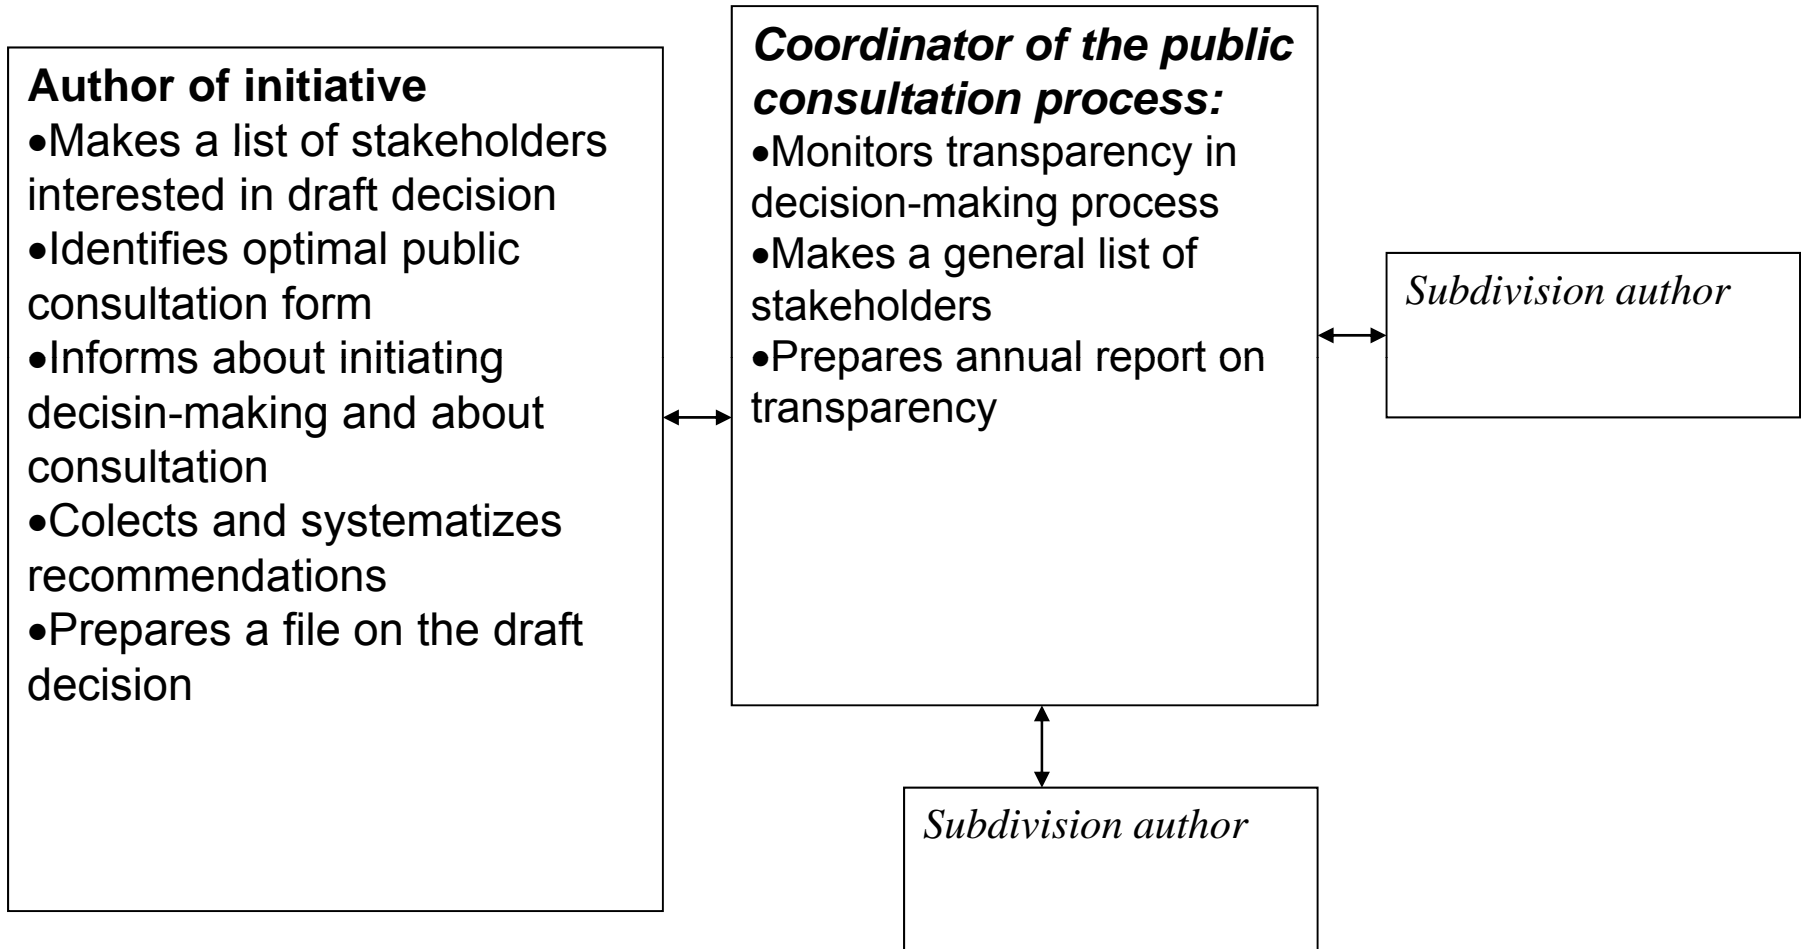 Author of initiative
•Makes a list of stakeholders
interested in draft decision
•Identifies optimal public
consultation form
•Informs about initiating
decisin-making and about
consultation
•Colects and systematizes
recommendations
•Prepares a file on the draft
decision
Coordinator of the public
consultation process:
•Monitors transparency in
decision-making process
•Makes a general list of
stakeholders
•Prepares annual report on
transparency
Subdivision author
Subdivision author